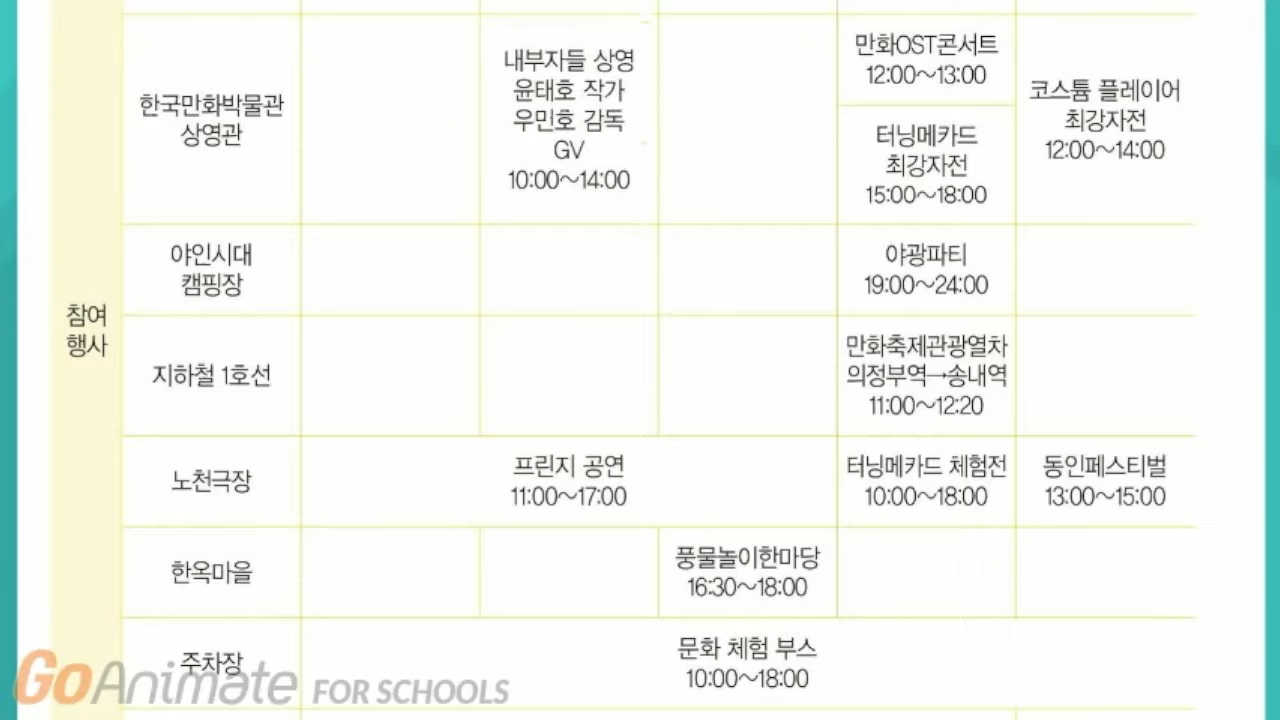 참여
행사
한국만화박물관
상영관
내부자들 상영
윤태호 작가
우민호 감독
GV
10:00~14:00
만화OST콘서트
12:00~13:00
터닝메카드
최강자전
15:00~18:00
코스튬 플레이어
최강자전
12:00~14:00
야인시대
캠핑장
야광파티
19:00~24:00
지하철 1호선
만화축제관광열차
의정부역→송내역
11:00~12:20
노천극장
프린지 공연
11:00~17:00
터닝메카드 체험전
10:00~18:00
동인페스티벌
13:00~15:00
한옥마을
풍물놀이한마당
16:30~18:00
주차장
문화 체험 부스
10:00~18:00
GoAnimate FOR SCHOOLS